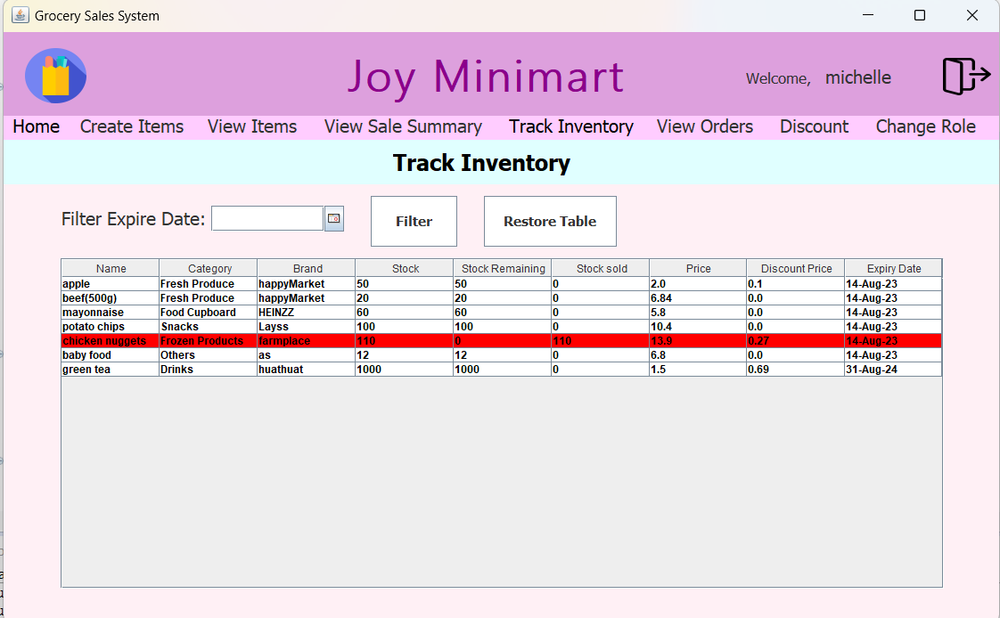 Grocery Sales System
Joy Minimart
Welcome, michelle
Home Create Items View Items View Sale Summary Track Inventory View Orders Discount Change Role
Track Inventory
Filter Expire Date: Filter Restore Table
Name Category Brand Stock Stock Remaining Stock sold Price Discount Price Expiry Date
apple Fresh Produce happyMarket 50 50 0 2.0 0.1 14-Aug-23
beef(500g) Fresh Produce happyMarket 20 20 0 6.84 0.0 14-Aug-23
mayonnaise Food Cupboard HEINZZ 60 60 0 5.8 0.0 14-Aug-23
potato chips Snacks Layss 100 100 0 10.4 0.0 14-Aug-23
chicken nuggets Frozen Products farmplace 110 0 110 13.9 0.27 14-Aug-23
baby food Others as 12 12 0 6.8 0.0 14-Aug-23
green tea Drinks huathuat 1000 1000 0 1.5 0.69 31-Aug-24